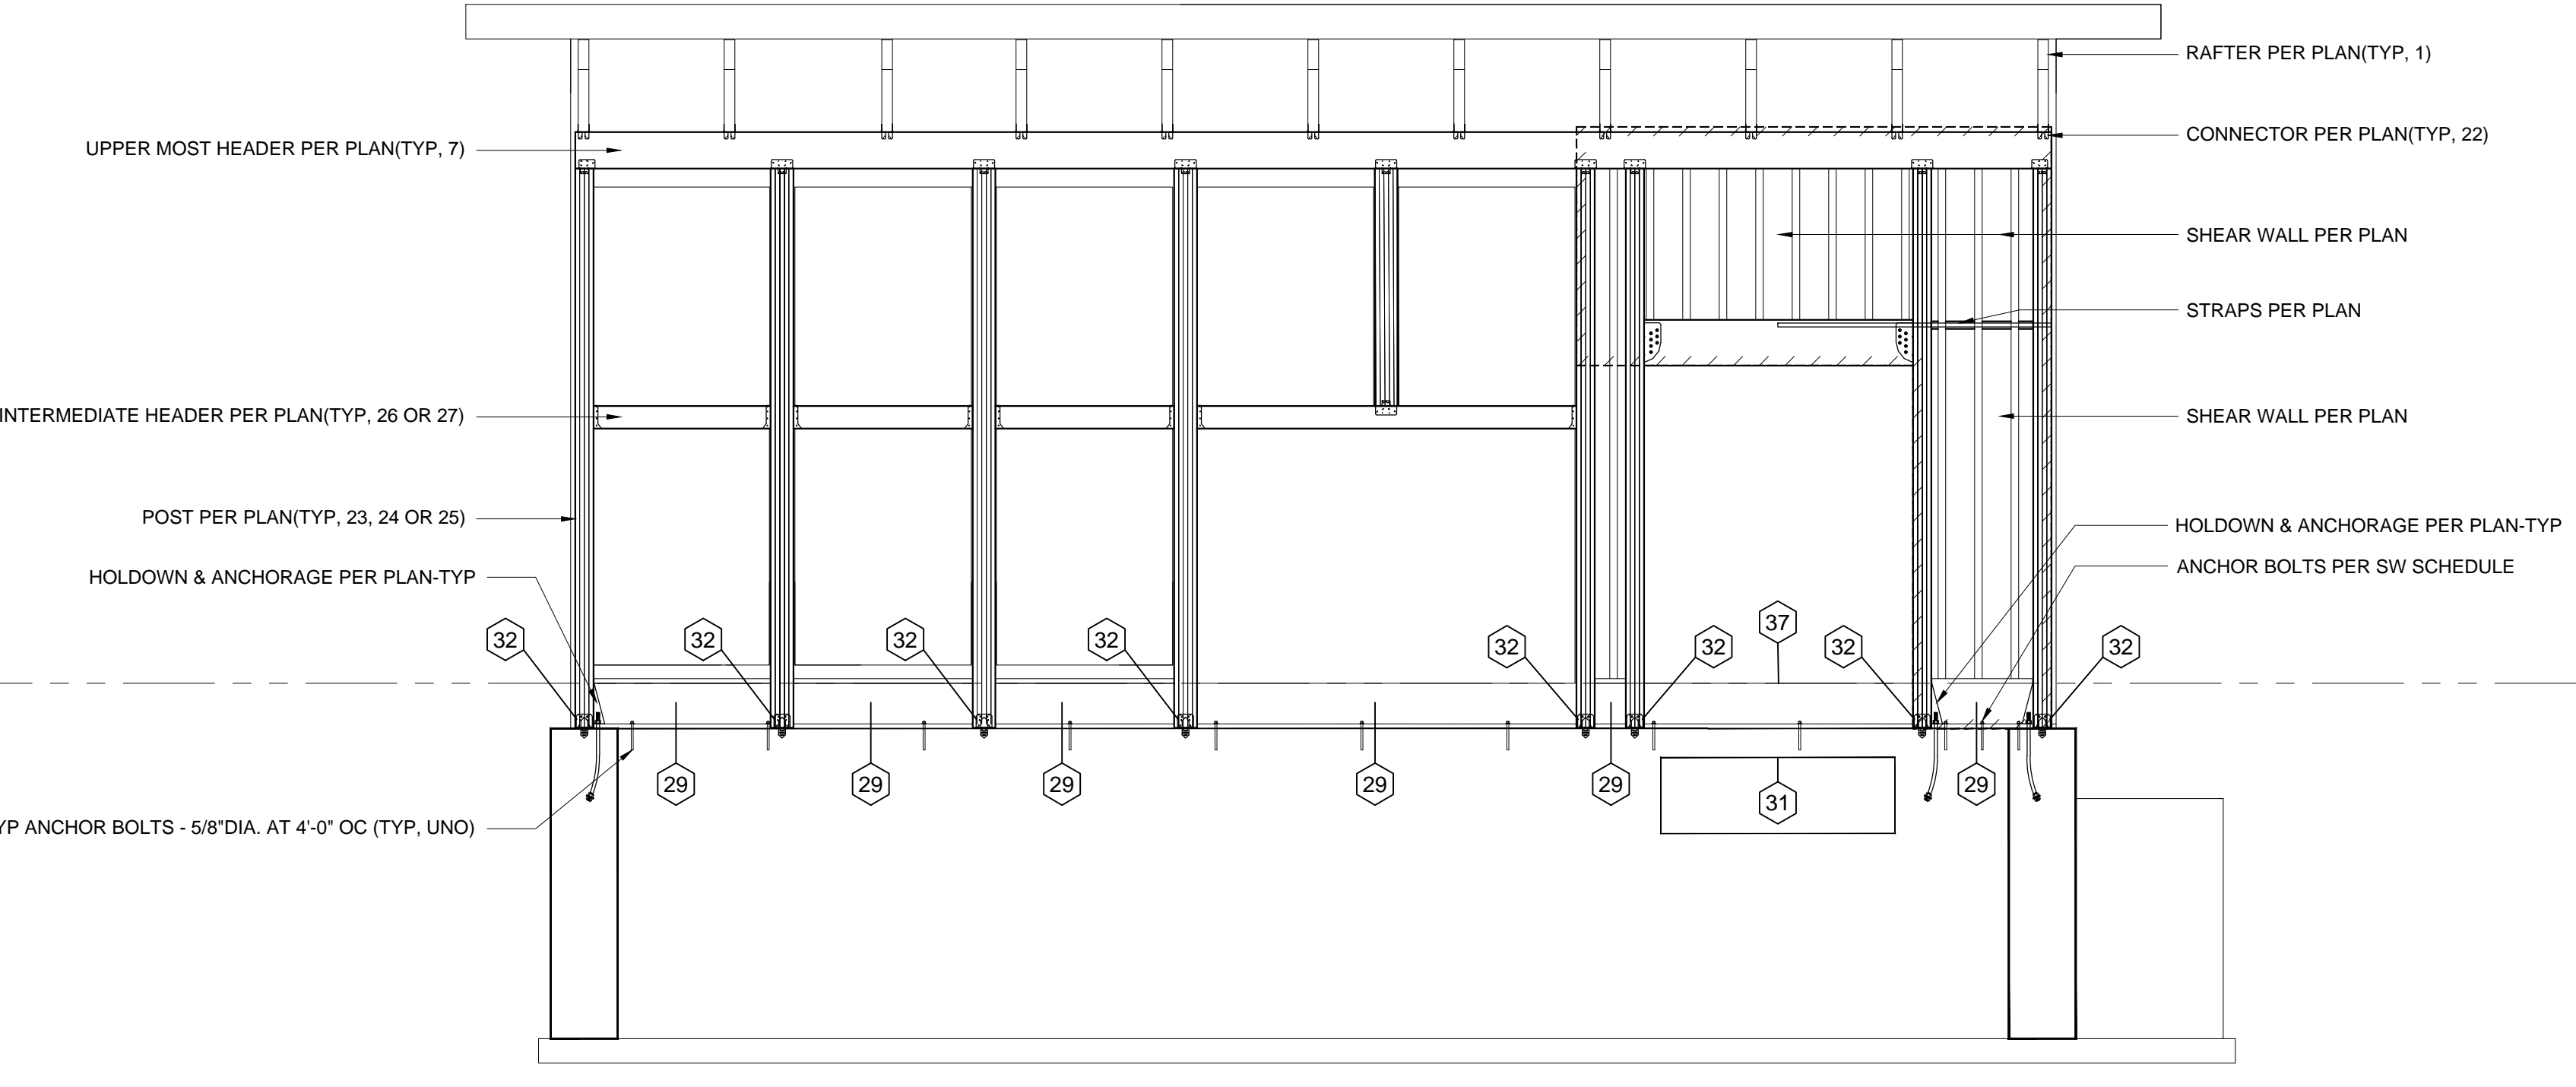 RAFTER PER PLAN(TYP, 1)
CONNECTOR PER PLAN(TYP, 22)
UPPER MOST HEADER PER PLAN(TYP, 7)
SHEAR WALL PER PLAN
STRAPS PER PLAN
INTERMEDIATE HEADER PER PLAN(TYP, 26 OR 27)
SHEAR WALL PER PLAN
POST PER PLAN(TYP, 23, 24 OR 25)
HOLDOWN & ANCHORAGE PER PLAN-TYP
HOLDOWN & ANCHORAGE PER PLAN-TYP
ANCHOR BOLTS PER SW SCHEDULE
37
32 32 32 32 32 32 32 32
29 29 29 29 29 29
31
YP ANCHOR BOLTS - 5/8"DIA. AT 4'-0" OC (TYP, UNO)